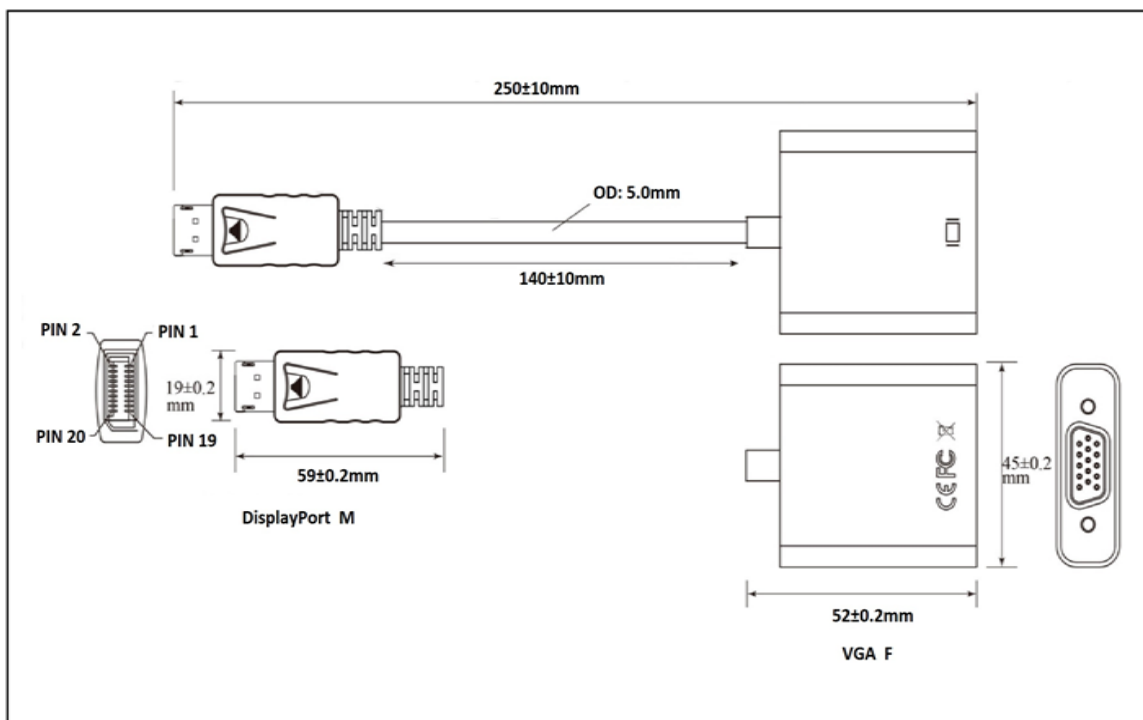 250±10mm
OD: 5.0mm
140±10mm
PIN 2
PIN 1
19±0.2
mm
PIN 20
PIN 19
59±0.2mm
DisplayPort M
CE FC
45±0.2
mm
52±0.2mm
VGA F